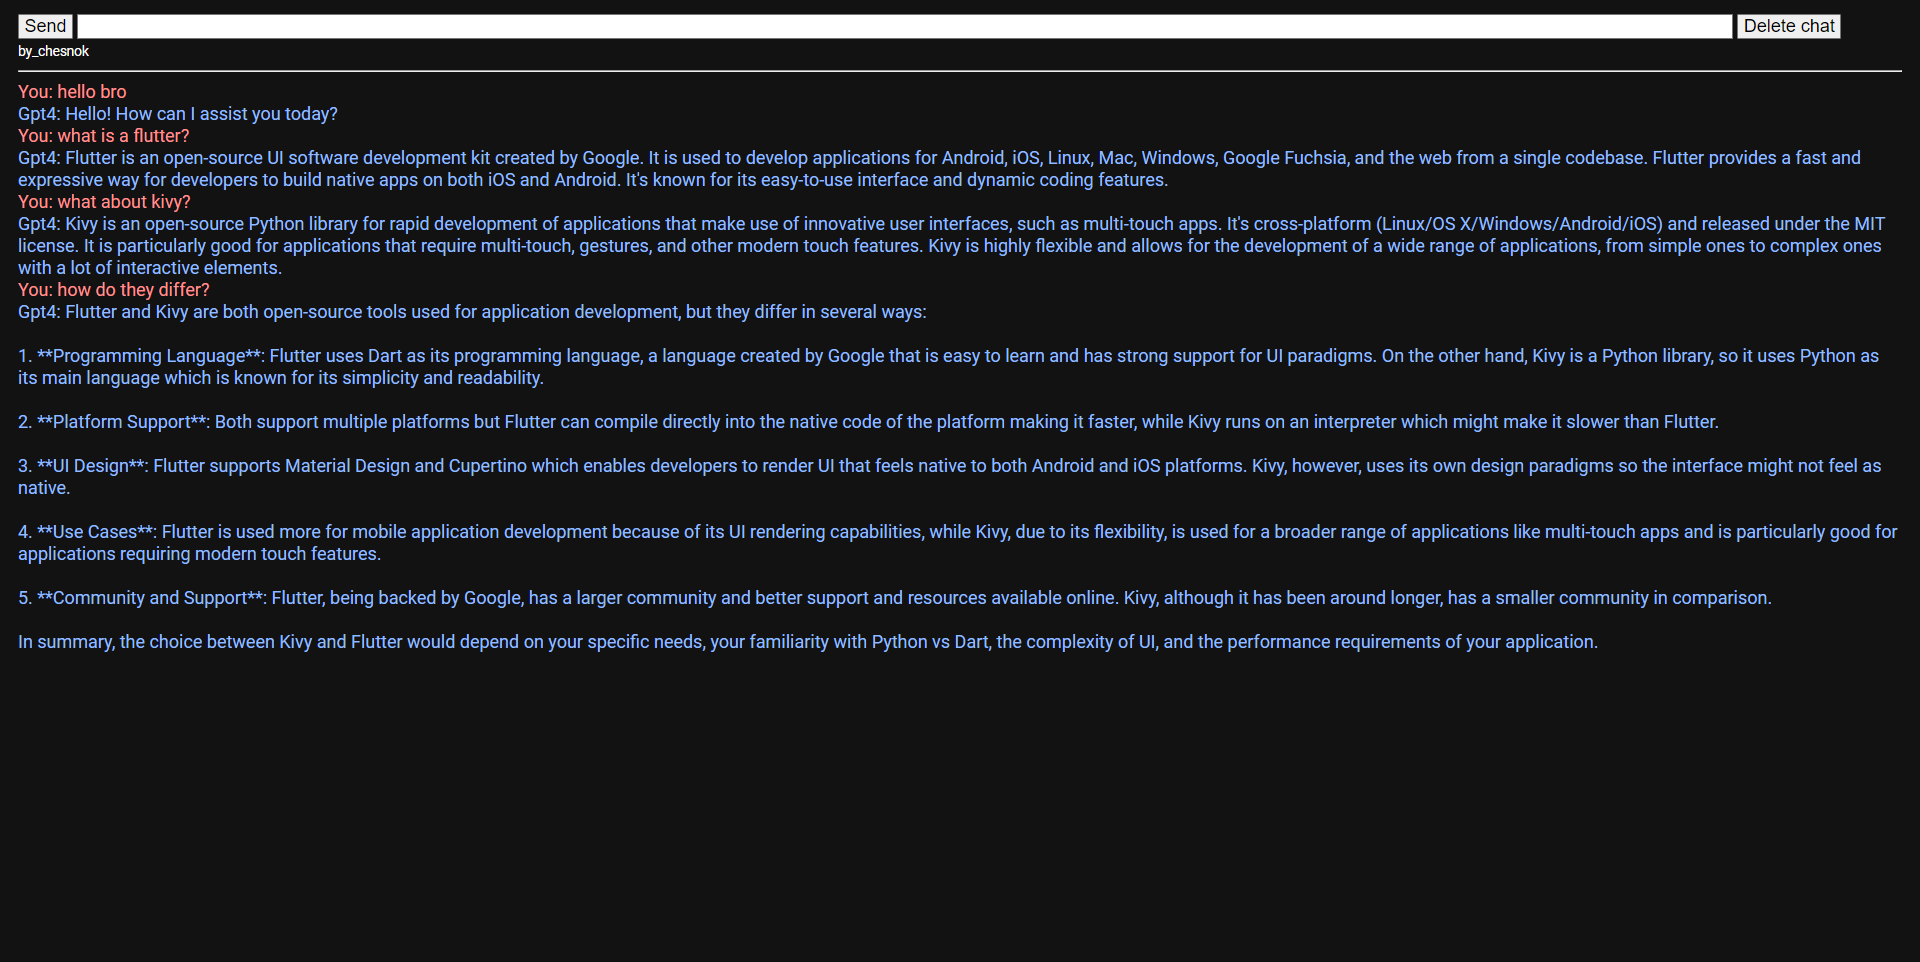 Send Delete chat
by_chesnok
You: hello bro
Gpt4: Hello! How can I assist you today?
You: what is a flutter?
Gpt4: Flutter is an open-source UI software development kit created by Google. It is used to develop applications for Android, iOS, Linux, Mac, Windows, Google Fuchsia, and the web from a single codebase. Flutter provides a fast and
expressive way for developers to build native apps on both iOS and Android. It's known for its easy-to-use interface and dynamic coding features.
You: what about kivy?
Gpt4: Kivy is an open-source Python library for rapid development of applications that make use of innovative user interfaces, such as multi-touch apps. It's cross-platform (Linux/OS X/Windows/Android/iOS) and released under the MIT
license. It is particularly good for applications that require multi-touch, gestures, and other modern touch features. Kivy is highly flexible and allows for the development of a wide range of applications, from simple ones to complex ones
with a lot of interactive elements.
You: how do they differ?
Gpt4: Flutter and Kivy are both open-source tools used for application development, but they differ in several ways:
1. **Programming Language**: Flutter uses Dart as its programming language, a language created by Google that is easy to learn and has strong support for UI paradigms. On the other hand, Kivy is a Python library, so it uses Python as
its main language which is known for its simplicity and readability.
2. **Platform Support**: Both support multiple platforms but Flutter can compile directly into the native code of the platform making it faster, while Kivy runs on an interpreter which might make it slower than Flutter.
3. **UI Design**: Flutter supports Material Design and Cupertino which enables developers to render UI that feels native to both Android and iOS platforms. Kivy, however, uses its own design paradigms so the interface might not feel as
native.
4. **Use Cases**: Flutter is used more for mobile application development because of its UI rendering capabilities, while Kivy, due to its flexibility, is used for a broader range of applications like multi-touch apps and is particularly good for
applications requiring modern touch features.
5. **Community and Support**: Flutter, being backed by Google, has a larger community and better support and resources available online. Kivy, although it has been around longer, has a smaller community in comparison.
In summary, the choice between Kivy and Flutter would depend on your specific needs, your familiarity with Python vs Dart, the complexity of UI, and the performance requirements of your application.